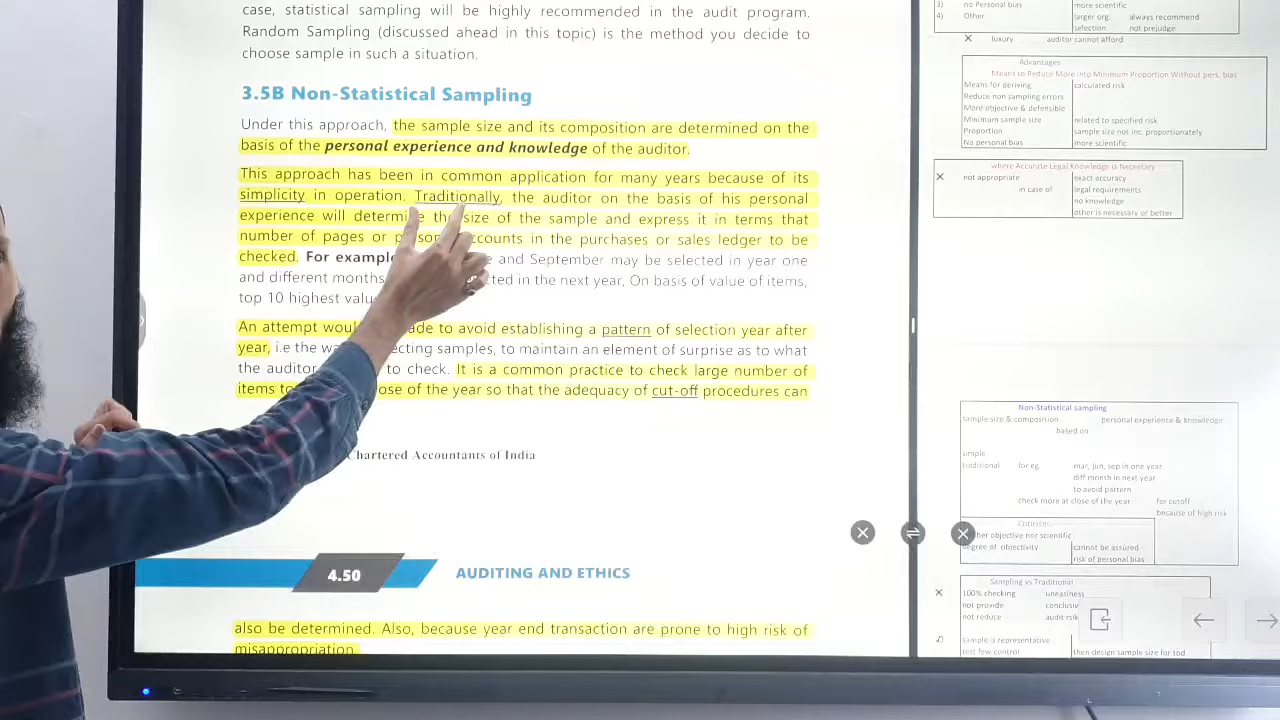 case, statistical sampling will be highly recommended in the audit program.
Random Sampling (discussed ahead in this topic) is the method you decide to
choose sample in such a situation.
3.5B Non-Statistical Sampling
Under this approach, the sample size and its composition are determined on the
basis of the personal experience and knowledge of the auditor.
This approach has been in common application for many years because of its
simplicity in operation. Traditionally, the auditor on the basis of his personal
experience will determine the size of the sample and express it in terms that
number of pages or accounts in the purchases or sales ledger to be
checked. For example and September may be selected in year one
and different months in the next year. On basis of value of items,
top 10 highest
An attempt to avoid establishing a pattern of selection year after
year, i.e the samples, to maintain an element of surprise as to what
the auditor to check. It is a common practice to check large number of
items of the year so that the adequacy of cut-off procedures can
Chartered Accountants of India
4.50 AUDITING AND ETHICS
also be determined. Also, because year end transaction are prone to high risk of
misappropriation.
3) no Personal bias more scientific
4) Other larger org always recommend
selection not prejudge
X luxury auditor cannot afford
Advantages
Means to Reduce More into Minimum Proportion Without pers. bias
Means for deriving calculated risk
Reduce non sampling errors
More objective & defensible
Minimum sample size related to specified risk
Proportion sample size not inc. proportionately
No personal bias more scientific
where Accurate Legal Knowledge is Necessary
X not appropriate exact accuracy
in case of legal requirements
no knowledge
other is necessary or better
Non-Statistical sampling
sample size & composition personal experience & knowledge
based on
simple
traditional for eg. mar, jun, sep in one year
diff month in next year
to avoid pattern
check more at close of the year for cutoff
because of high risk
Criticism
objective nor scientific
degree of objectivity cannot be assured
risk of personal bias
Sampling vs Traditional
X 100% checking uneasiness
not provide
not reduce audit
sample is representative
test few control then design sample size for tod